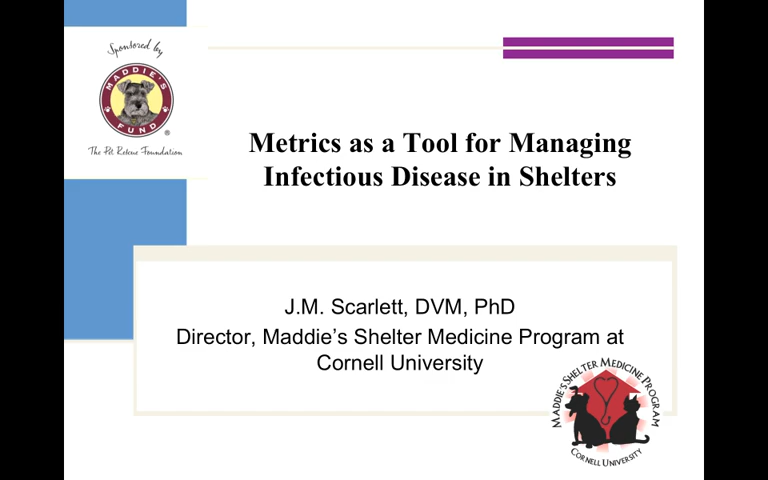 Sponsored by
MADDIE'S
FUND
®
The Pet Rescue Foundation
Metrics as a Tool for Managing
Infectious Disease in Shelters
J.M. Scarlett, DVM, PhD
Director, Maddie’s Shelter Medicine Program at
Cornell University
MADDIE'S SHELTER MEDICINE PROGRAM
CORNELL UNIVERSITY